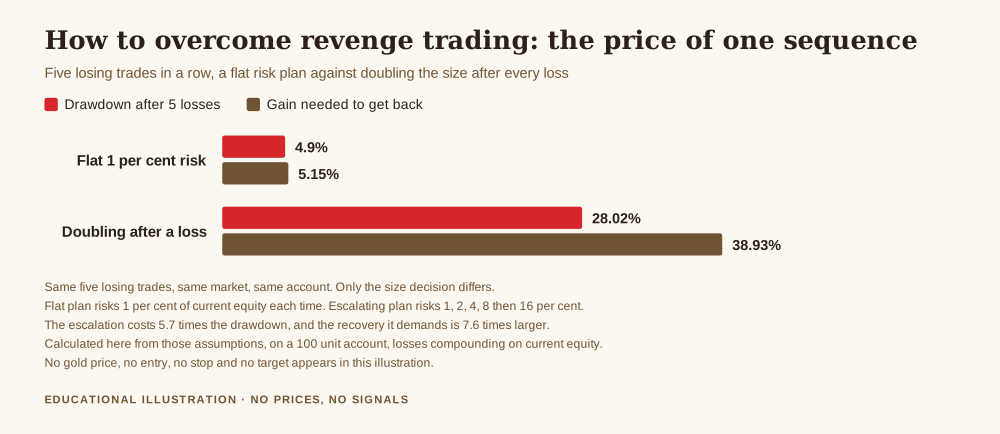 How to overcome revenge trading: the price of one sequence
Five losing trades in a row, a flat risk plan against doubling the size after every loss
Drawdown after 5 losses
Gain needed to get back
Flat 1 per cent risk
4.9%
5.15%
Doubling after a loss
28.02%
38.93%
Same five losing trades, same market, same account. Only the size decision differs.
Flat plan risks 1 per cent of current equity each time. Escalating plan risks 1, 2, 4, 8 then 16 per cent.
The escalation costs 5.7 times the drawdown, and the recovery it demands is 7.6 times larger.
Calculated here from those assumptions, on a 100 unit account, losses compounding on current equity.
No gold price, no entry, no stop and no target appears in this illustration.
EDUCATIONAL ILLUSTRATION · NO PRICES, NO SIGNALS